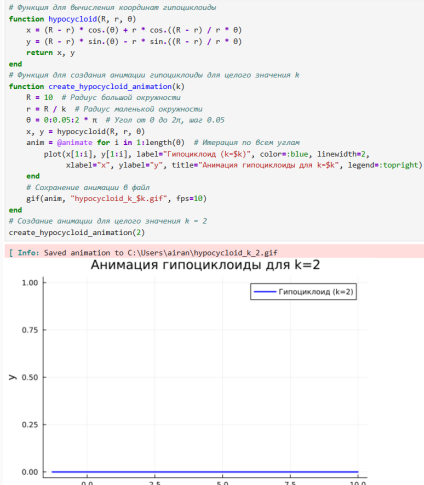 # Функция для вычисления координат гипоциклоиды
function hypocycloid(R, r, θ)
x = (R - r) * cos.(θ) + r * cos.((R - r) / r * θ)
y = (R - r) * sin.(θ) - r * sin.((R - r) / r * θ)
return x, y
end
# Функция для создания анимации гипоциклоиды для целого значения k
function create_hypocycloid_animation(k)
R = 10 # Радиус большой окружности
r = R / k # Радиус маленькой окружности
θ = 0:0.05:2 * π # Угол от 0 до 2π, шаг 0.05
x, y = hypocycloid(R, r, θ)
anim = @animate for i in 1:length(θ) # Итерация по всем углам
plot(x[1:i], y[1:i], label="Гипоциклоид (k=$k)", color=:blue, linewidth=2,
xlabel="x", ylabel="y", title="Анимация гипоциклоиды для k=$k", legend=:topright)
end
# Сохранение анимации в файл
gif(anim, "hypocycloid_k_$k.gif", fps=10)
end
# Создание анимации для целого значения k = 2
create_hypocycloid_animation(2)
[ Info: Saved animation to C:\Users\airan\hypocycloid_k_2.gif
Анимация гипоциклоиды для k=2
1.00
Гипоциклоид (k=2)
0.75
y
0.50
0.25
0.00
0.0 2.5 5.0 7.5 10.0